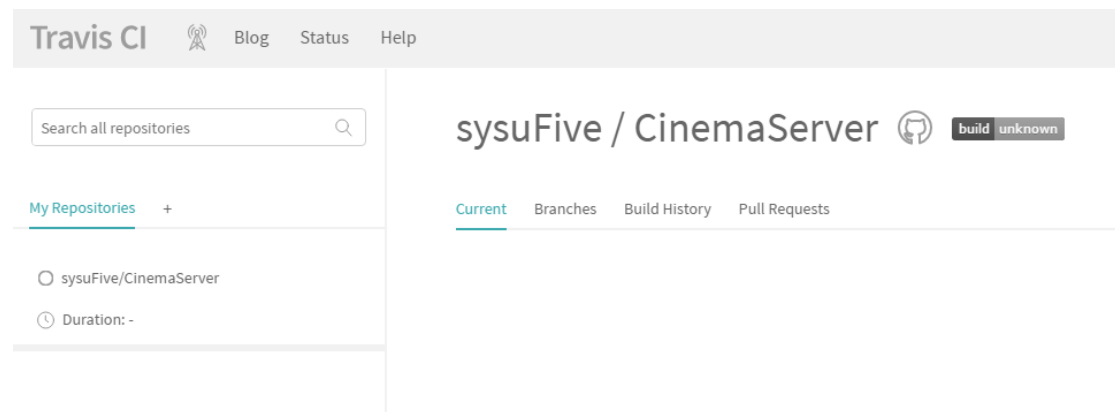 Travis CI Blog Status Help
Search all repositories
sysuFive / CinemaServer build unknown
My Repositories +
Current Branches Build History Pull Requests
sysuFive/CinemaServer
Duration: -